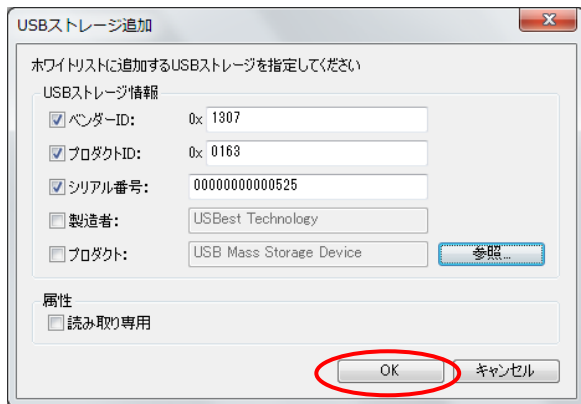 USBストレージ追加
ホワイトリストに追加するUSBストレージを指定してください
USBストレージ情報
ベンダーID: 0x 1307
プロダクトID: 0x 0163
シリアル番号: 00000000000525
製造者: USBest Technology
プロダクト: USB Mass Storage Device 参照...
属性
読み取り専用
OK キャンセル